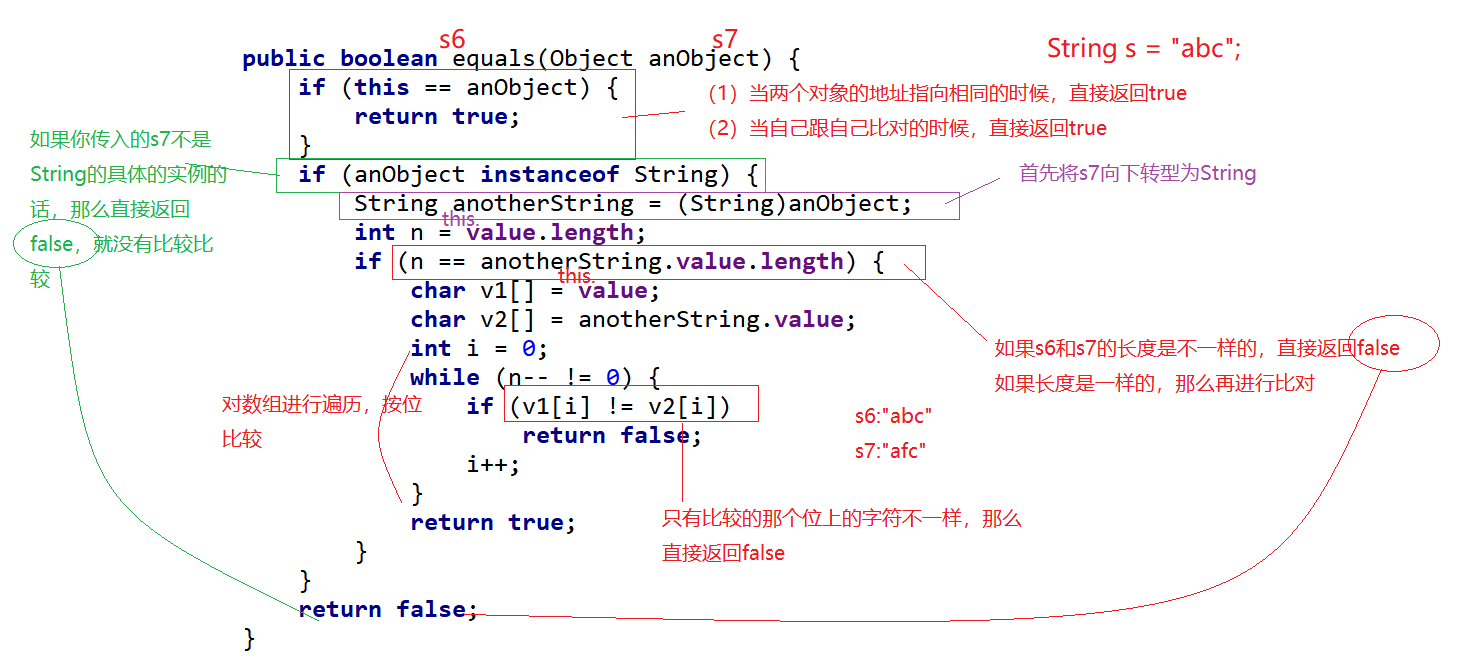 s6
s7
String s = "abc";
public boolean equals(Object anObject) {
if (this == anObject) {
return true;
}
（1）当两个对象的地址指向相同的时候，直接返回true
（2）当自己跟自己比对的时候，直接返回true
如果你传入的s7不是
String的具体的实例的
话，那么直接返回
false，就没有比较比
较
if (anObject instanceof String) {
首先将s7向下转型为String
String anotherString = (String)anObject;
this.
int n = value.length;
if (n == anotherString.value.length) {
this.
char v1[] = value;
char v2[] = anotherString.value;
int i = 0;
如果s6和s7的长度是不一样的，直接返回false
如果长度是一样的，那么再进行比对
while (n-- != 0) {
对数组进行遍历，按位
比较
if (v1[i] != v2[i])
s6:"abc"
s7:"afc"
return false;
i++;
}
只有比较的那个位上的字符不一样，那么
直接返回false
return true;
}
}
return false;
}